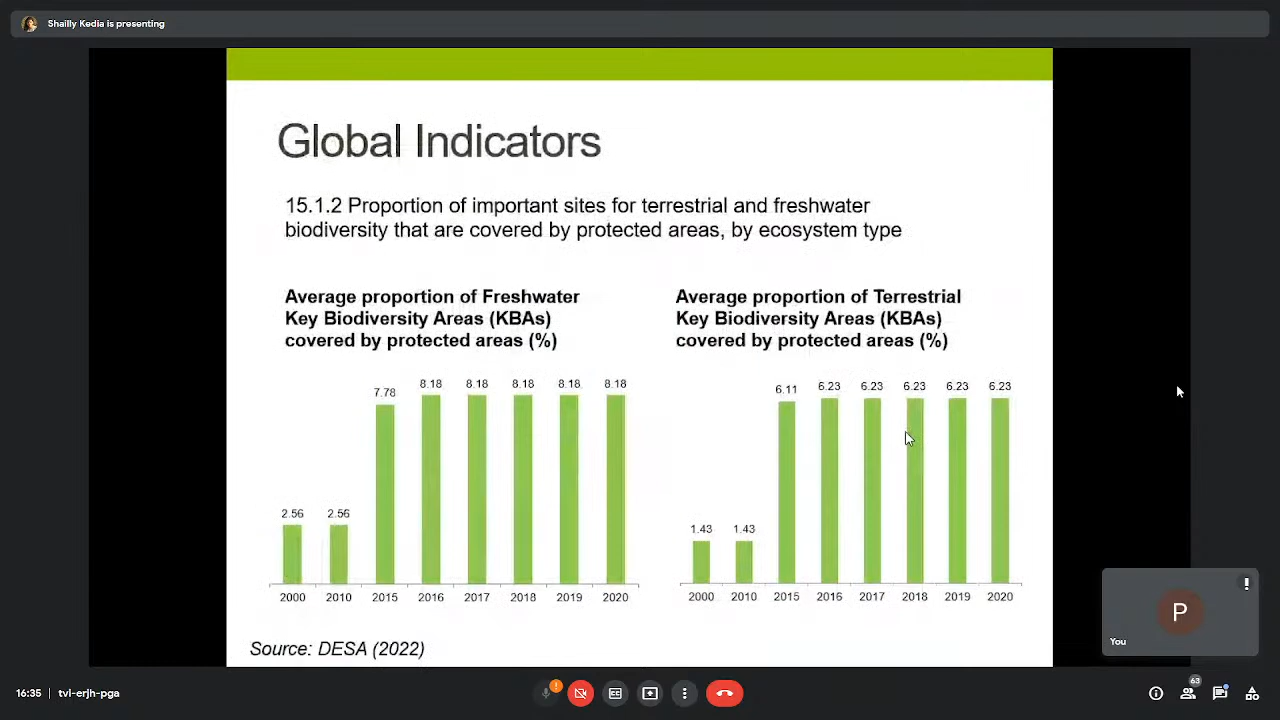 Shailly Kedia is presenting
Global Indicators
15.1.2 Proportion of important sites for terrestrial and freshwater
biodiversity that are covered by protected areas, by ecosystem type
Average proportion of Freshwater
Key Biodiversity Areas (KBAs)
covered by protected areas (%)
2.56 2.56 7.78 8.18 8.18 8.18 8.18 8.18
2000 2010 2015 2016 2017 2018 2019 2020
Average proportion of Terrestrial
Key Biodiversity Areas (KBAs)
covered by protected areas (%)
1.43 1.43 6.11 6.23 6.23 6.23 6.23 6.23
2000 2010 2015 2016 2017 2018 2019 2020
Source: DESA (2022)
P
You
16:35 | tvl-erjh-pga
63